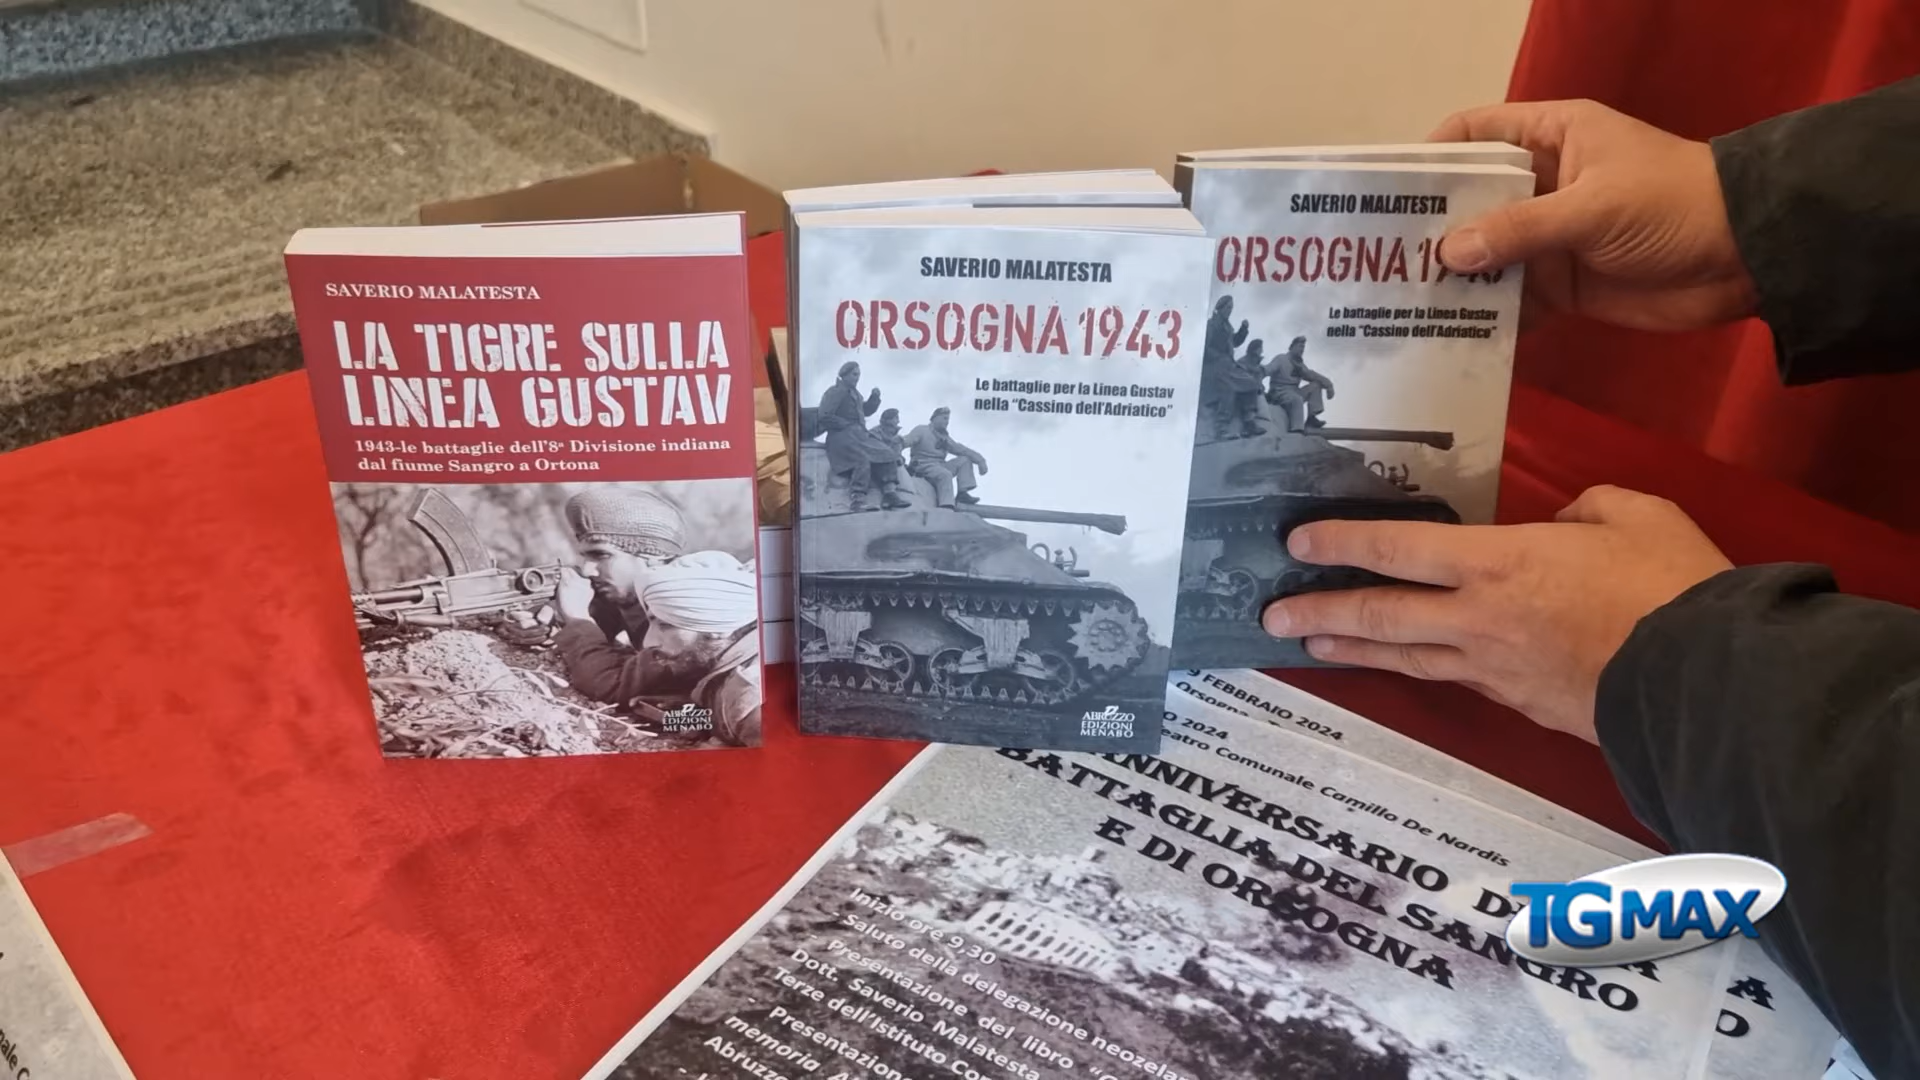 SAVERIO MALATESTA
LA TIGRE SULLA
LINEA GUSTAV
1943-le battaglie dell'8ª Divisione indiana
dal fiume Sangro a Ortona
ABRUZZO
EDIZIONI
MENABÒ
SAVERIO MALATESTA
ORSOGNA 1943
Le battaglie per la Linea Gustav
nella "Cassino dell'Adriatico"
ABRUZZO
EDIZIONI
MENABÒ
SAVERIO MALATESTA
ORSOGNA
Le battaglie per la Linea Gustav
nella "Cassino dell'Adriatico"
9 FEBBRAIO 2024
Orsogna
2024
Comunale Camillo De Nardis
ANNIVERSARIO
BATTAGLIA DEL SANGRO
E DI ORSOGNA
Inizio ore 9,30
- Saluto della delegazione
Presentazione del libro
Dott. Saverio Malatesta
Terze dell'Istituto
- Presentazione
memoria
TGMAX